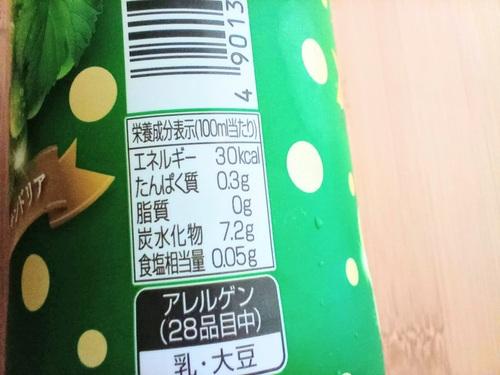 4 9013
栄養成分表示(100ml当たり)
エネルギー 30kcal
たんぱく質 0.3g
脂質 0g
炭水化物 7.2g
食塩相当量 0.05g
アレルゲン
(28品目中)
乳・大豆